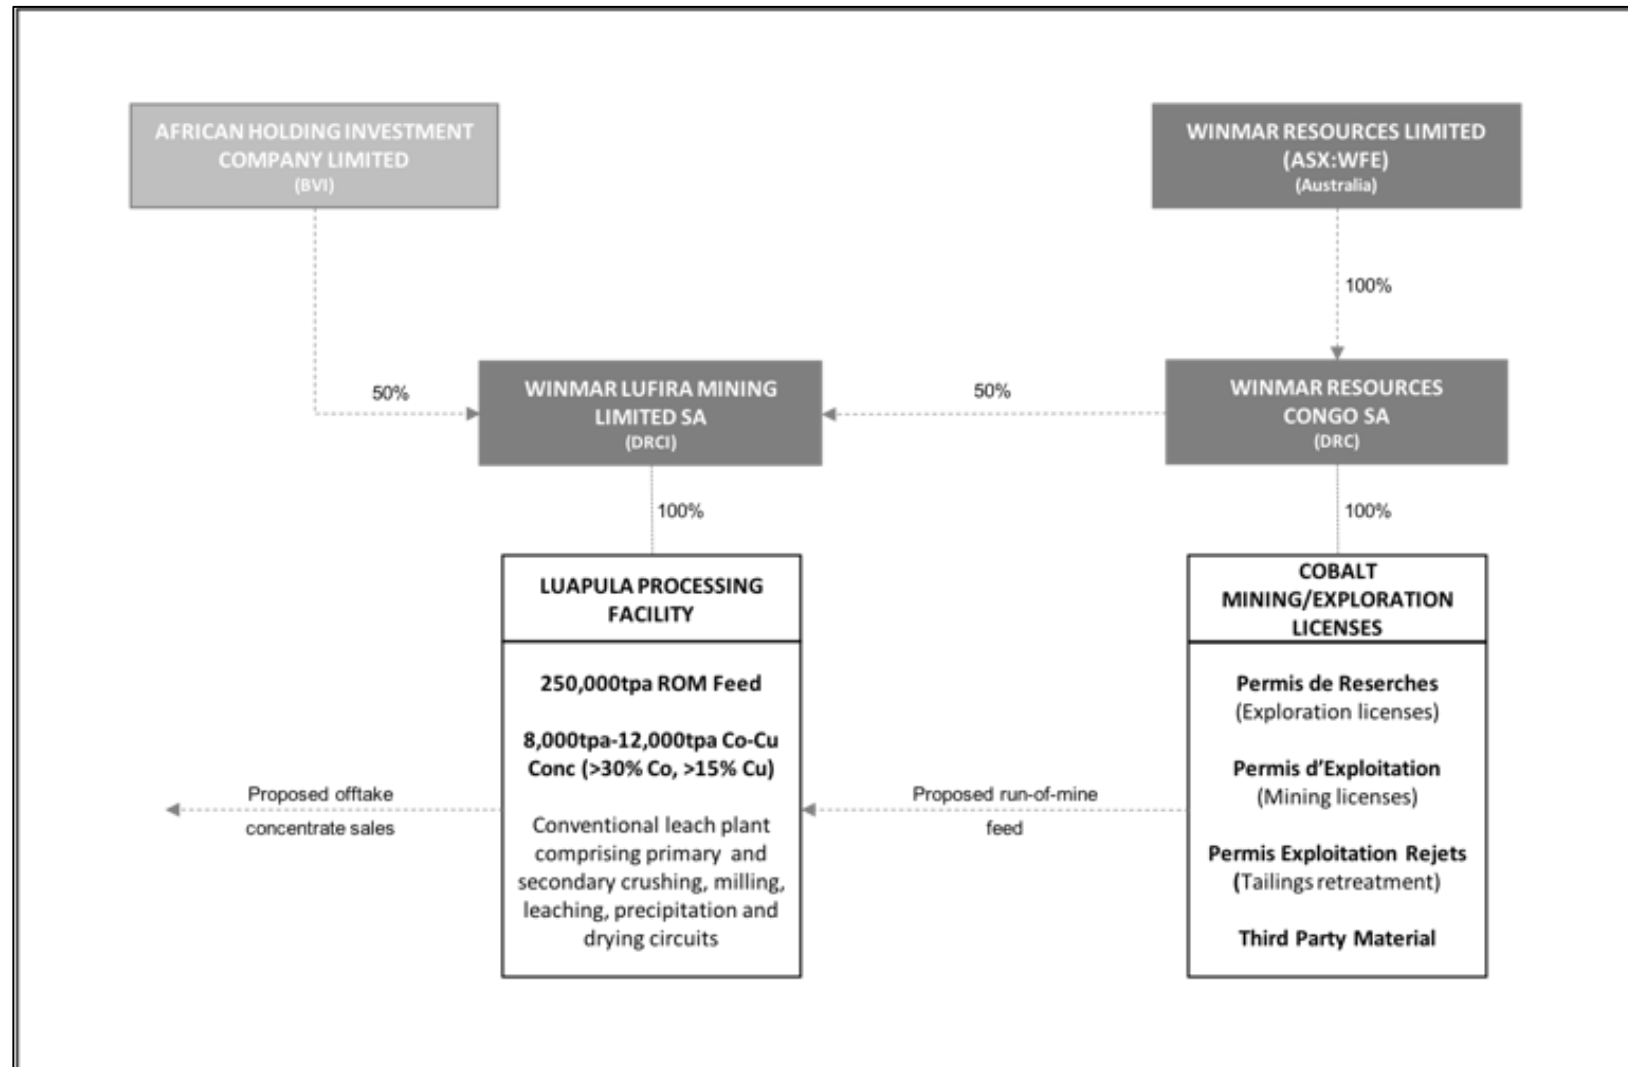 AFRICAN HOLDING INVESTMENT
COMPANY LIMITED
(BVI)
WINMAR RESOURCES LIMITED
(ASX:WFE)
(Australia)
100%
50%
WINMAR LUFIRA MINING
LIMITED SA
(DRCI)
50%
WINMAR RESOURCES
CONGO SA
(DRC)
100%
100%
LUAPULA PROCESSING
FACILITY
250,000tpa ROM Feed
8,000tpa-12,000tpa Co-Cu
Conc (>30% Co, >15% Cu)
Conventional leach plant
comprising primary and
secondary crushing, milling,
leaching, precipitation and
drying circuits
COBALT
MINING/EXPLORATION
LICENSES
Permis de Reserches
(Exploration licenses)
Permis d’Exploitation
(Mining licenses)
Permis Exploitation Rejets
(Tailings retreatment)
Third Party Material
Proposed offtake
concentrate sales
Proposed run-of-mine
feed